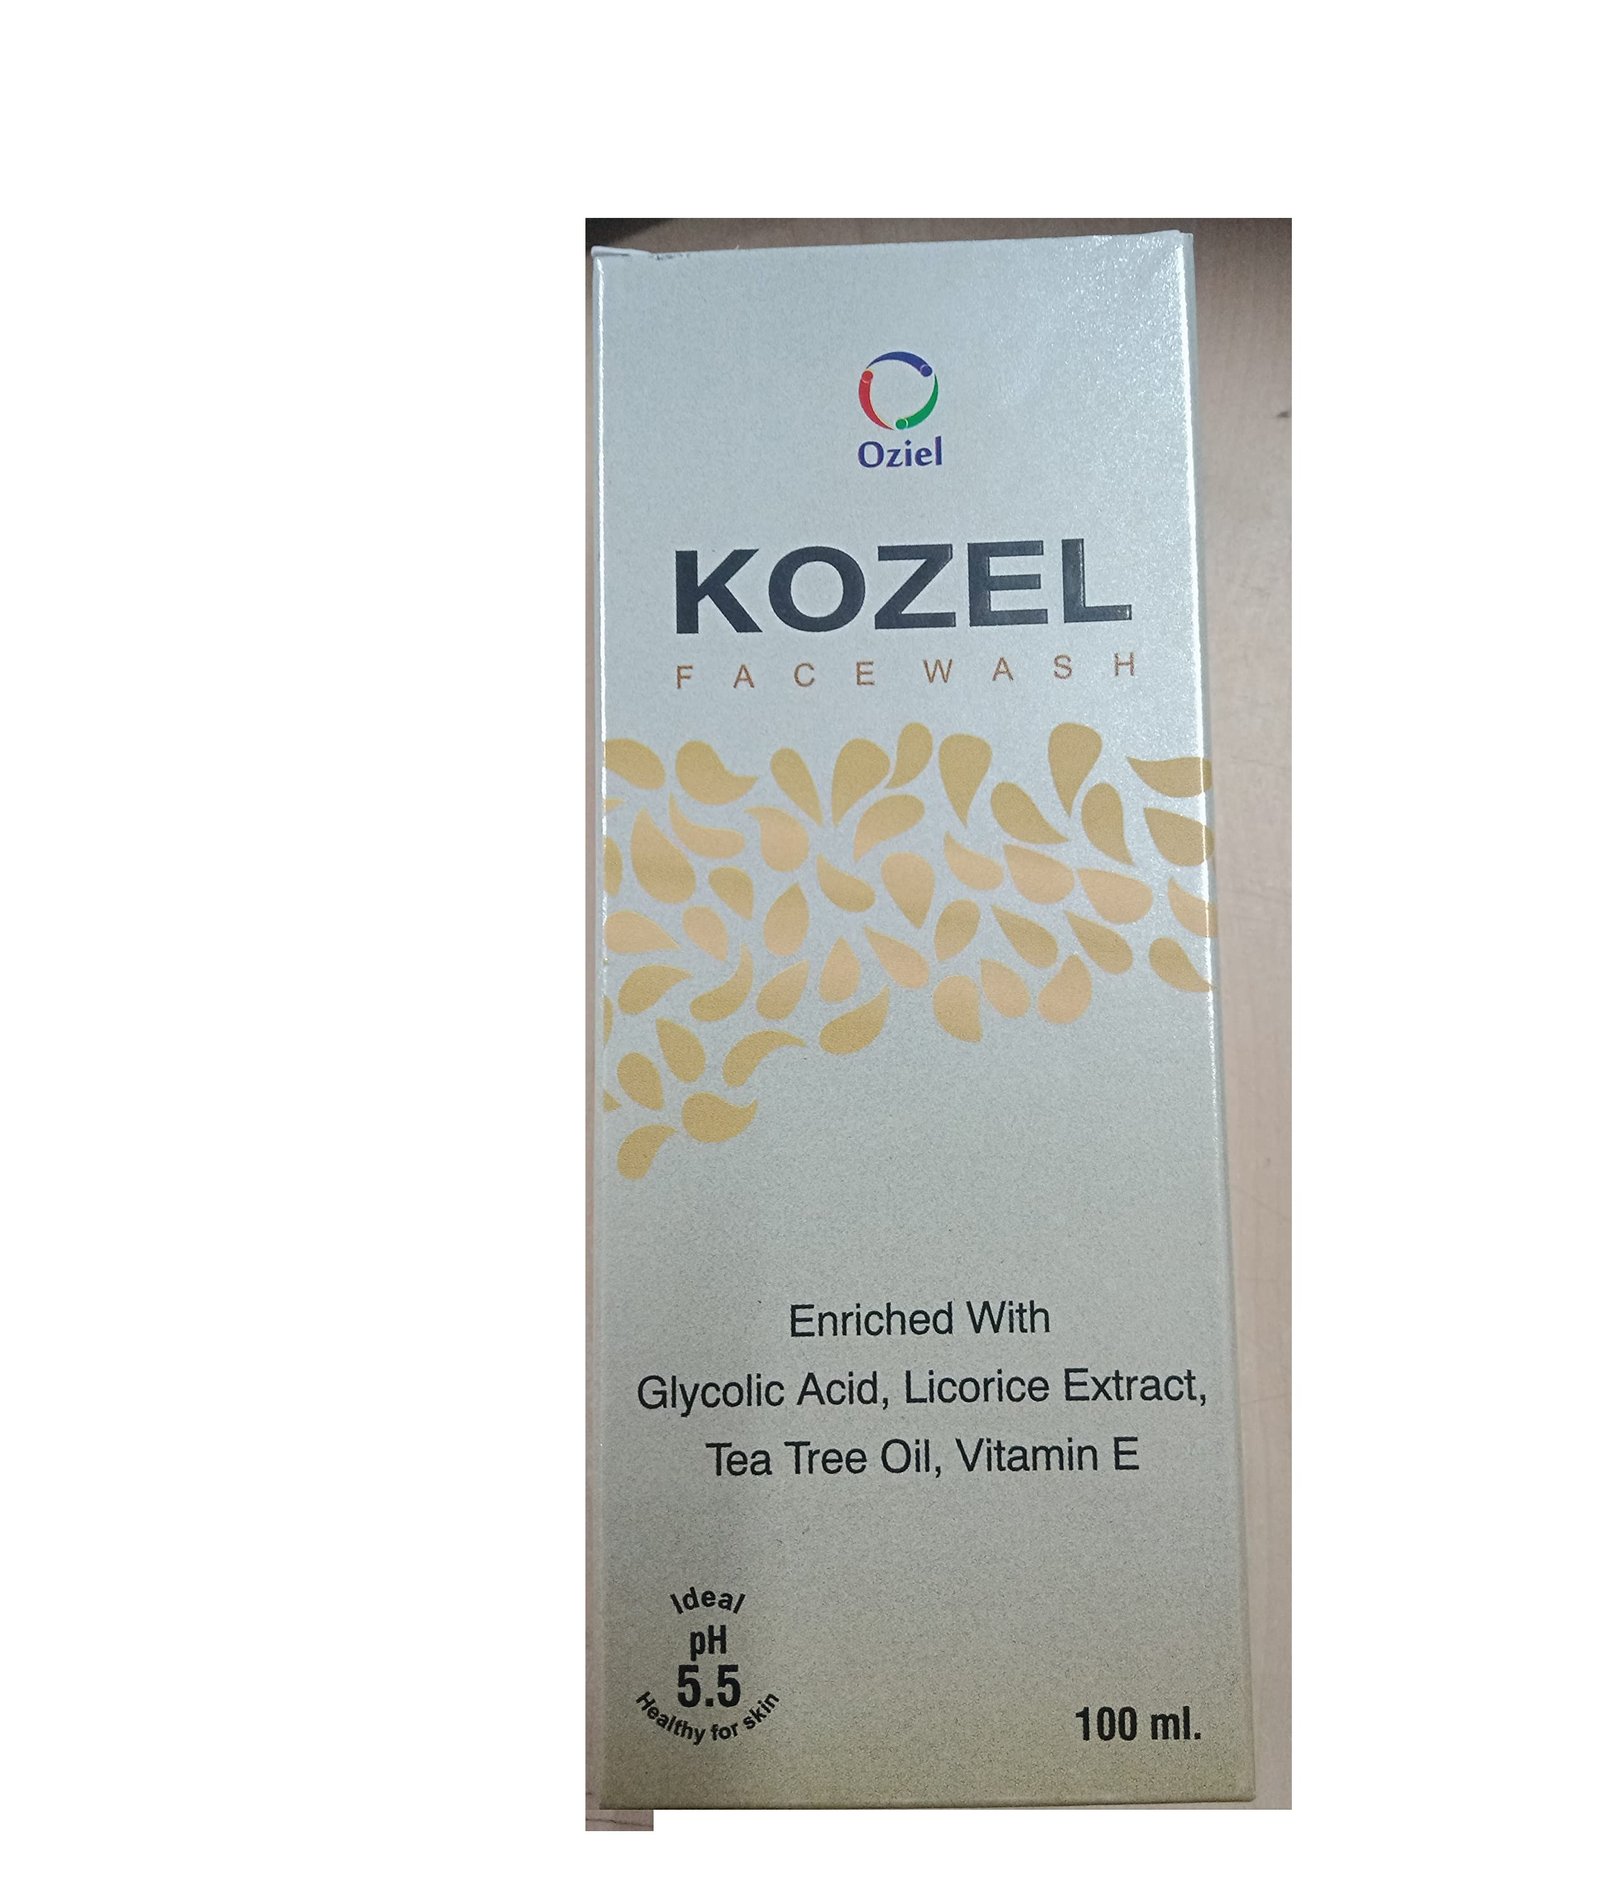 Oziel
KOZEL
FACE WASH
Enriched With
Glycolic Acid, Licorice Extract,
Tea Tree Oil, Vitamin E
Ideal
pH
5.5
Healthy for skin
100 ml.